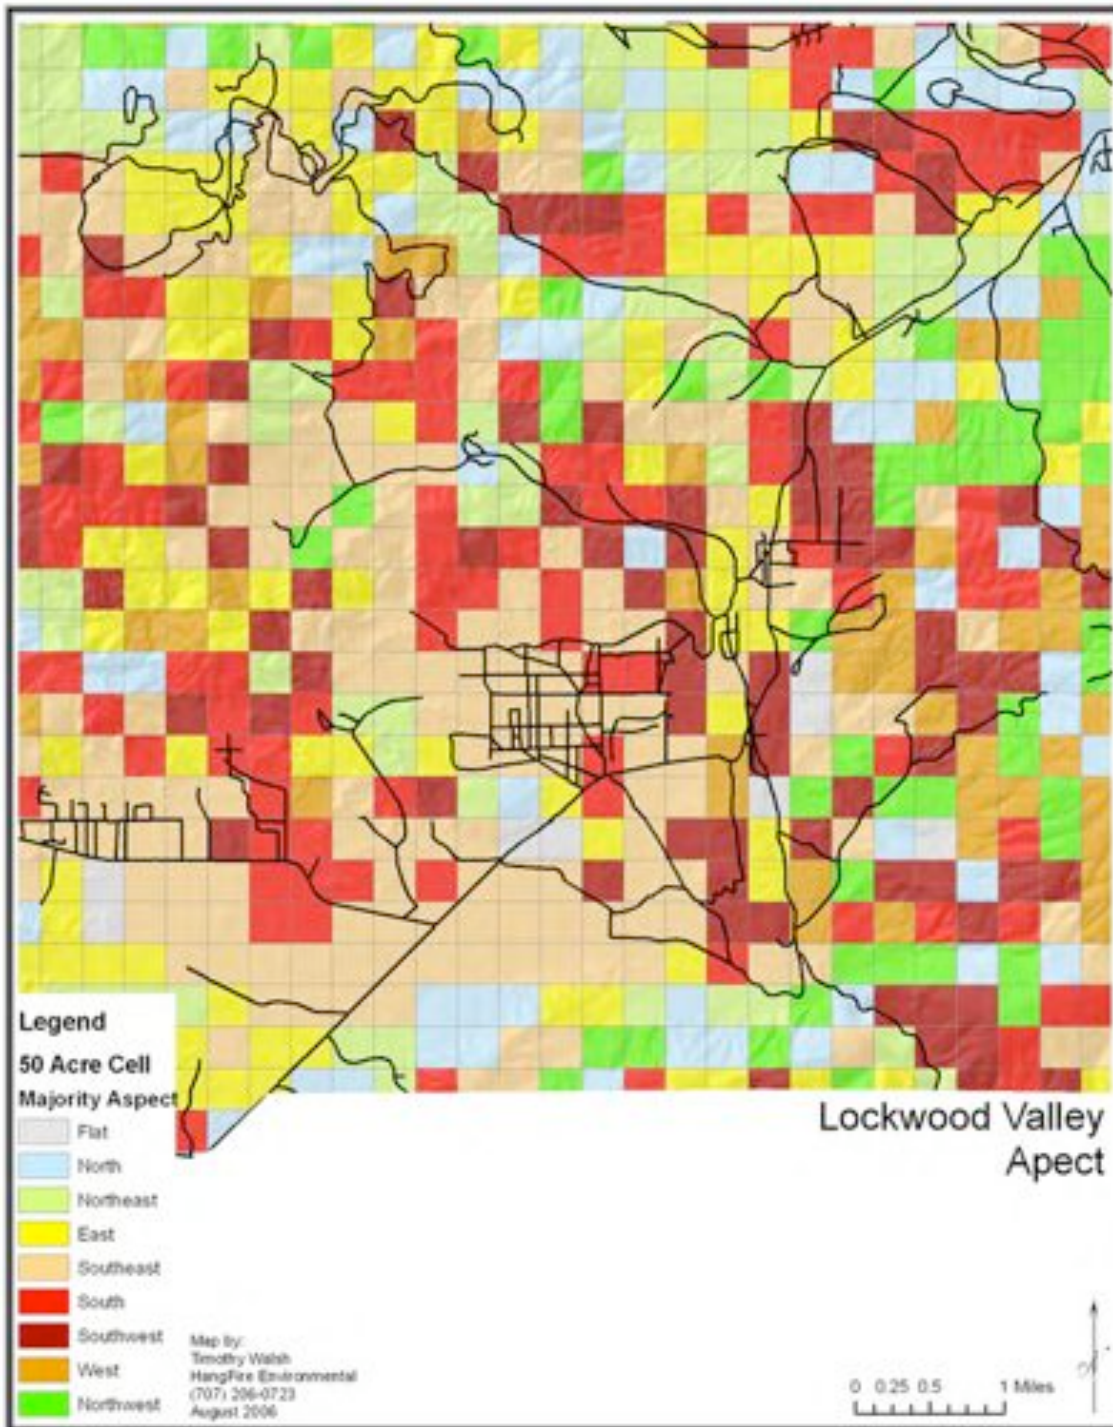 Legend
50 Acre Cell
Majority Aspect
Flat
North
Northeast
East
Southeast
South
Southwest
West
Northwest
Map by:
Timothy Walsh
HangFire Environmental
(707) 206-0723
August 2006
Lockwood Valley
Apect
0 0.25 0.5 1 Miles